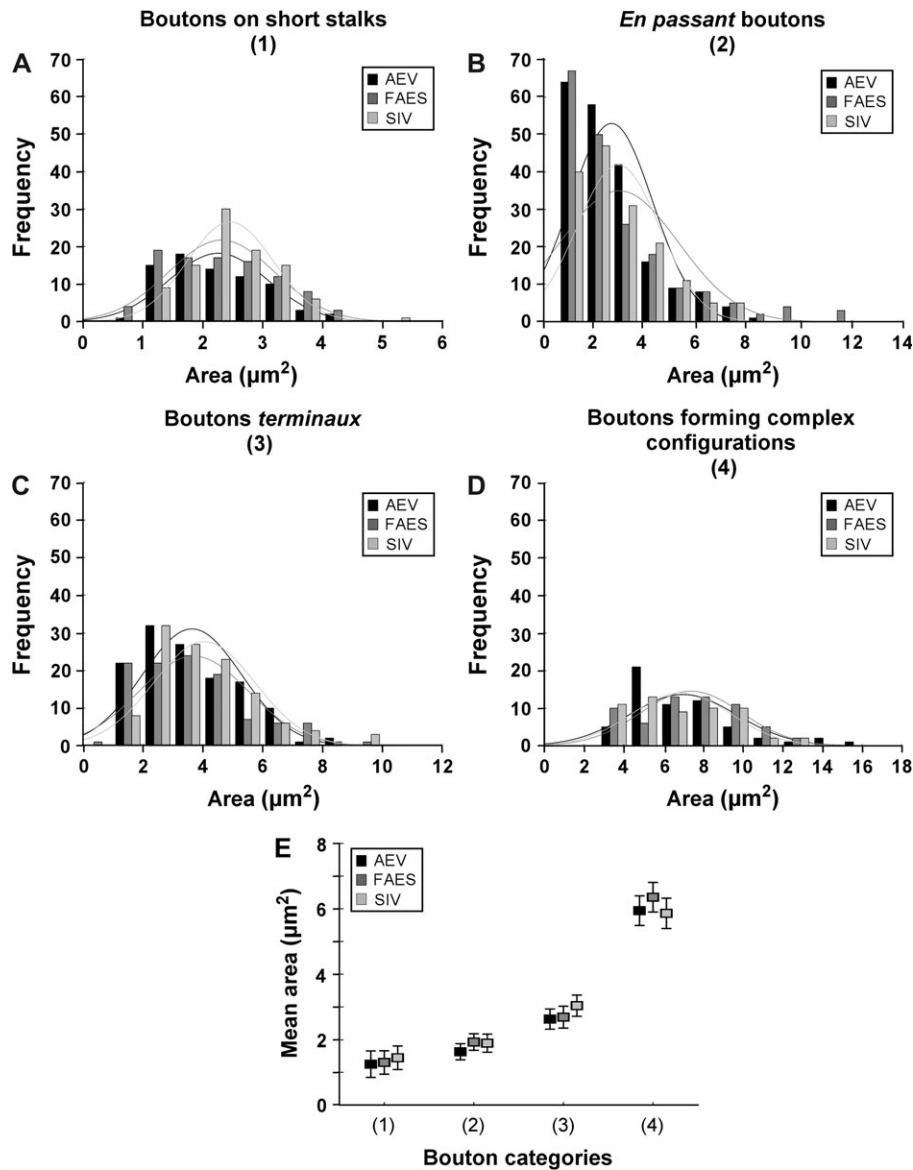 Boutons on short stalks
(1)
En passant boutons
(2)
A
70
60
50
40
30
20
10
0
Frequency
AEV
FAES
SIV
0 1 2 3 4 5 6
Area (µm²)
B
70
60
50
40
30
20
10
0
Frequency
AEV
FAES
SIV
0 2 4 6 8 10 12 14
Area (µm²)
Boutons terminaux
(3)
Boutons forming complex
configurations
(4)
C
70
60
50
40
30
20
10
0
Frequency
AEV
FAES
SIV
0 2 4 6 8 10 12
Area (µm²)
D
70
60
50
40
30
20
10
0
Frequency
AEV
FAES
SIV
0 2 4 6 8 10 12 14 16 18
Area (µm²)
E
8
6
4
2
0
Mean area (µm²)
AEV
FAES
SIV
(1) (2) (3) (4)
Bouton categories